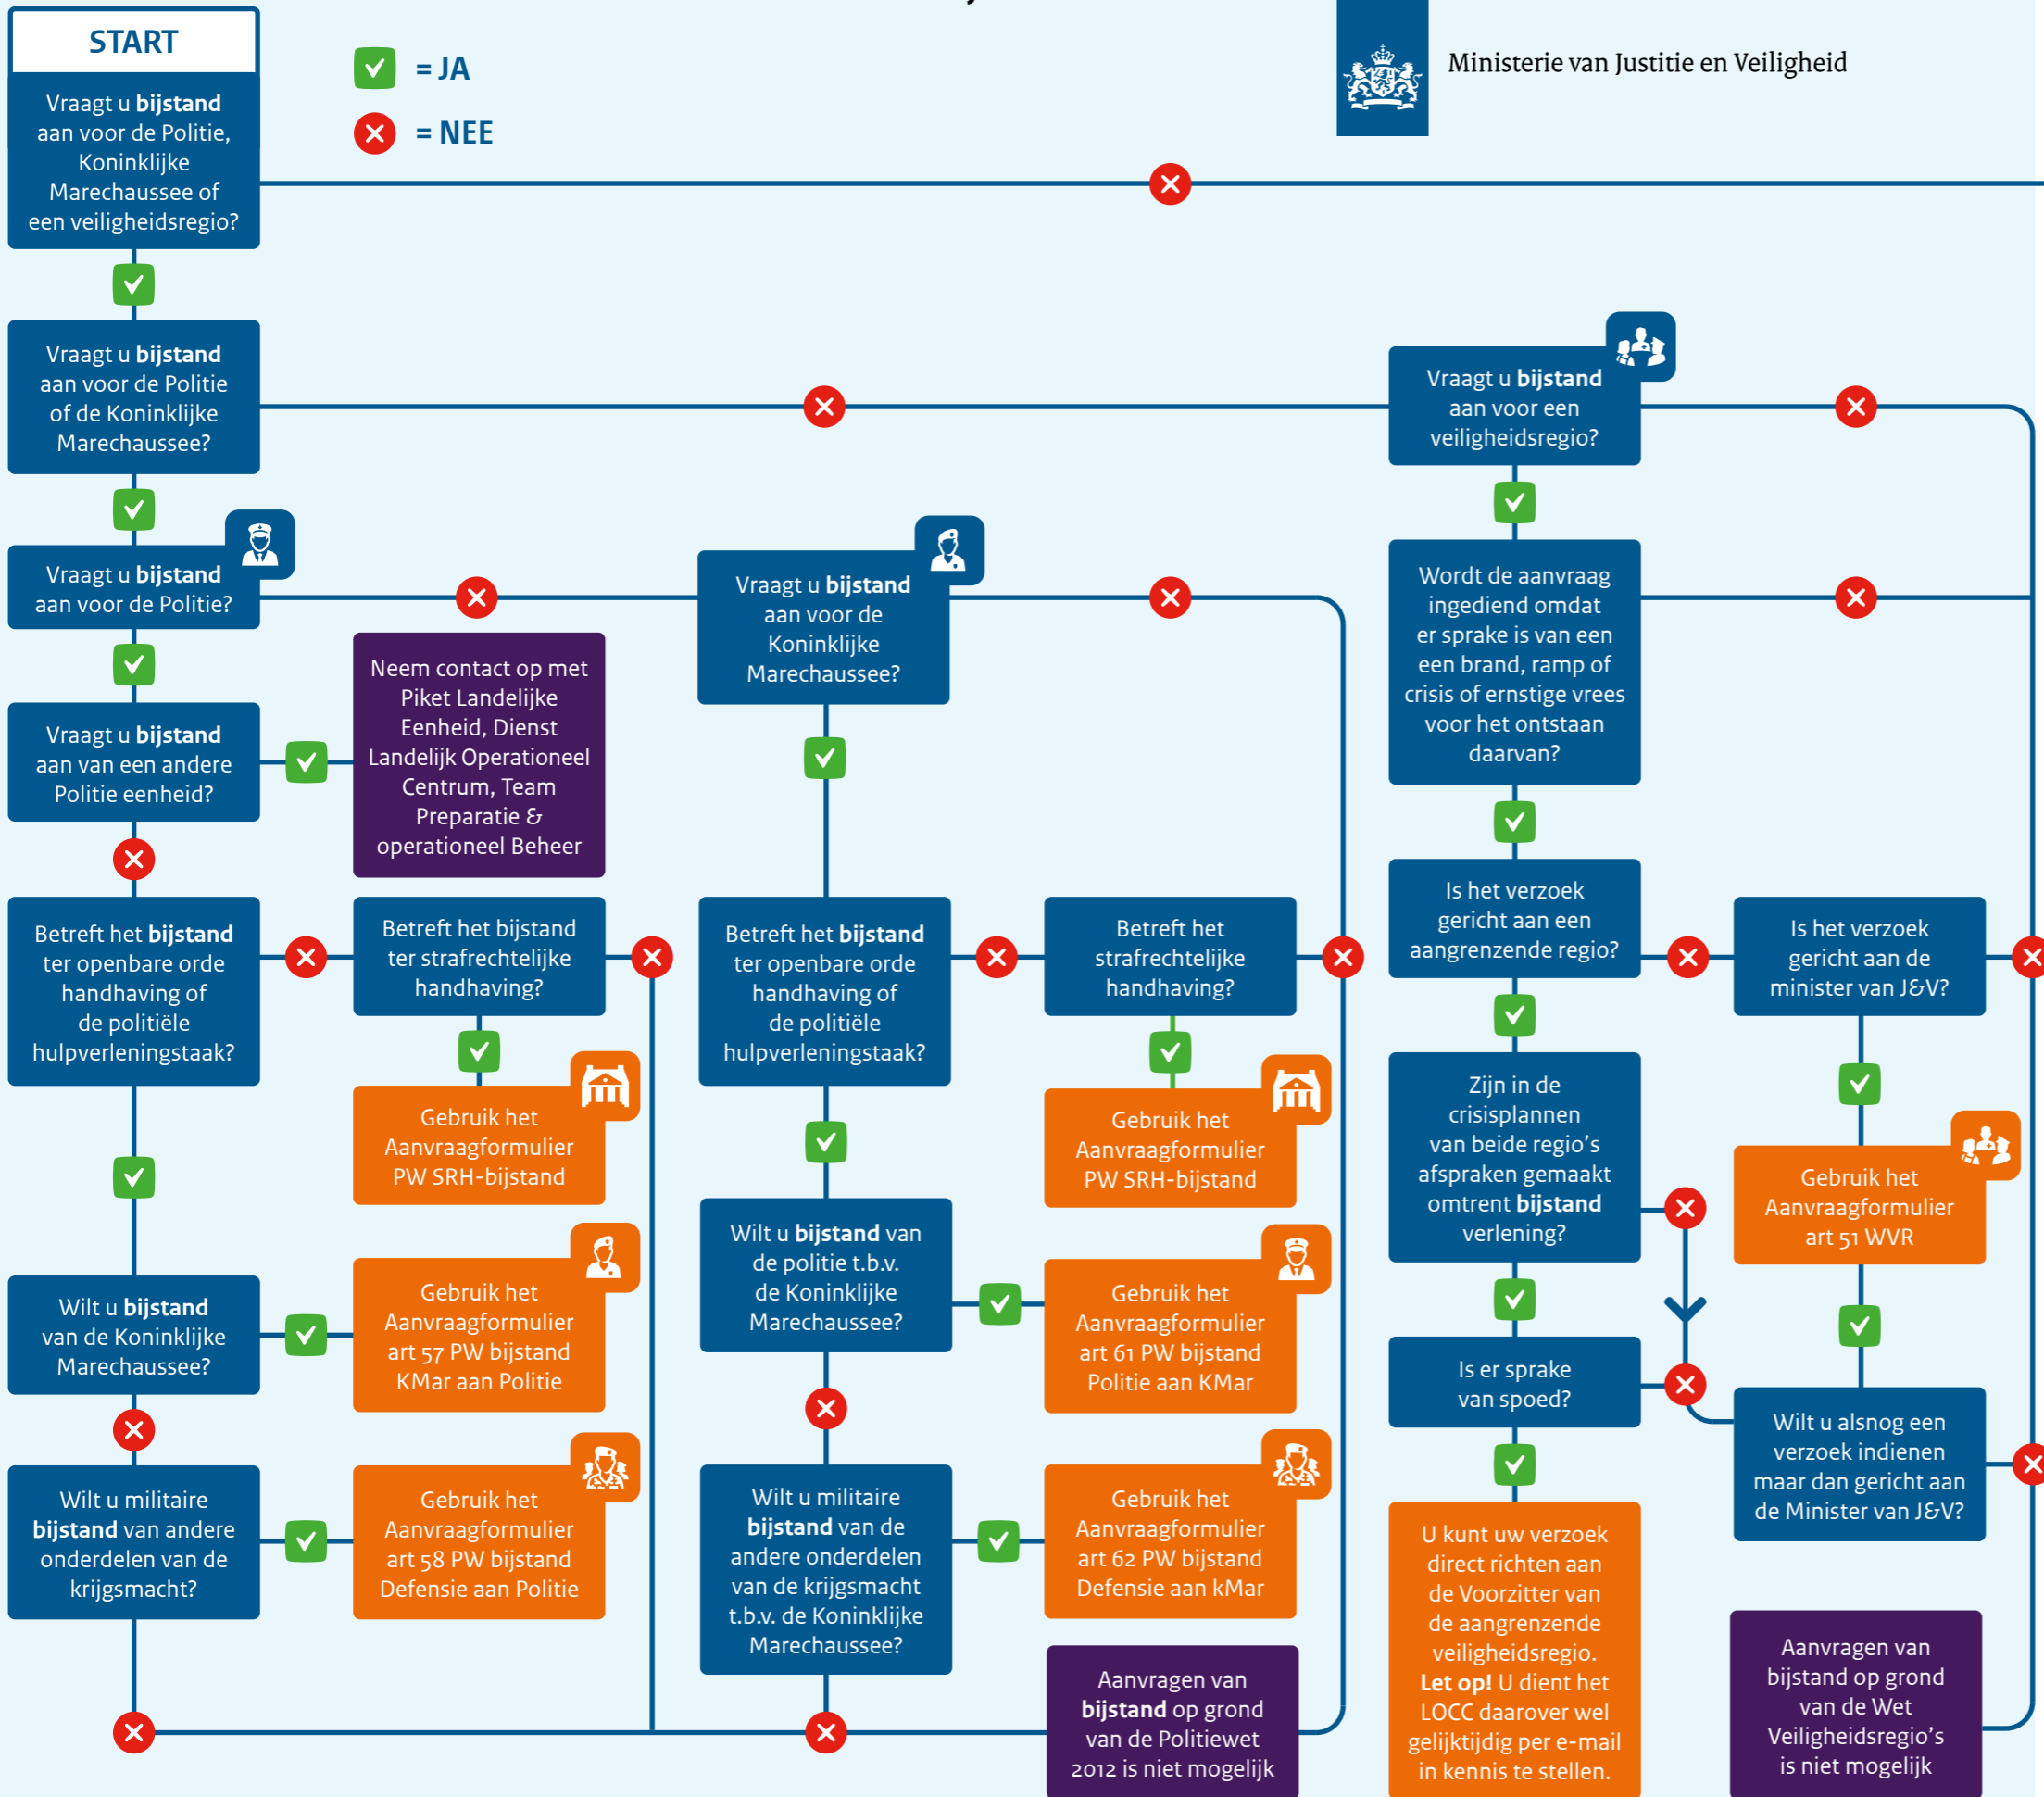 START
Vraagt u bijstand
aan voor de Politie,
Koninklijke
Marechaussee of
een veiligheidsregio?
= JA
= NEE
Ministerie van Justitie en Veiligheid
Vraagt u bijstand
aan voor de Politie
of de Koninklijke
Marechaussee?
Vraagt u bijstand
aan voor een
veiligheidsregio?
Vraagt u bijstand
aan voor de Politie?
Vraagt u bijstand
aan voor de
Koninklijke
Marechaussee?
Wordt de aanvraag
ingediend omdat
er sprake is van een
een brand, ramp of
crisis of ernstige vrees
voor het ontstaan
daarvan?
Vraagt u bijstand
aan van een andere
Politie eenheid?
Neem contact op met
Piket Landelijke
Eenheid, Dienst
Landelijk Operationeel
Centrum, Team
Preparatie &
operationeel Beheer
Betreft het bijstand
ter openbare orde
handhaving of
de politiële
hulpverleningstaak?
Betreft het bijstand
ter strafrechtelijke
handhaving?
Betreft het bijstand
ter openbare orde
handhaving of
de politiële
hulpverleningstaak?
Betreft het
strafrechtelijke
handhaving?
Is het verzoek
gericht aan een
aangrenzende regio?
Is het verzoek
gericht aan de
minister van J&V?
Gebruik het
Aanvraagformulier
PW SRH-bijstand
Gebruik het
Aanvraagformulier
PW SRH-bijstand
Zijn in de
crisisplannen
van beide regio's
afspraken gemaakt
omtrent bijstand
verlening?
Gebruik het
Aanvraagformulier
art 51 WVR
Wilt u bijstand
van de Koninklijke
Marechaussee?
Gebruik het
Aanvraagformulier
art 57 PW bijstand
KMar aan Politie
Wilt u bijstand van
de politie t.b.v.
de Koninklijke
Marechaussee?
Gebruik het
Aanvraagformulier
art 61 PW bijstand
Politie aan KMar
Is er sprake
van spoed?
Wilt u alsnog een
verzoek indienen
maar dan gericht aan
de Minister van J&V?
Wilt u militaire
bijstand van andere
onderdelen van de
krijgsmacht?
Gebruik het
Aanvraagformulier
art 58 PW bijstand
Defensie aan Politie
Wilt u militaire
bijstand van de
andere onderdelen
van de krijgsmacht
t.b.v. de Koninklijke
Marechaussee?
Gebruik het
Aanvraagformulier
art 62 PW bijstand
Defensie aan kMar
U kunt uw verzoek
direct richten aan
de Voorzitter van
de aangrenzende
veiligheidsregio.
Let op! U dient het
LOCC daarover wel
gelijktijdig per e-mail
in kennis te stellen.
Aanvragen van
bijstand op grond
van de Politiewet
2012 is niet mogelijk
Aanvragen van
bijstand op grond
van de Wet
Veiligheidsregio's
is niet mogelijk